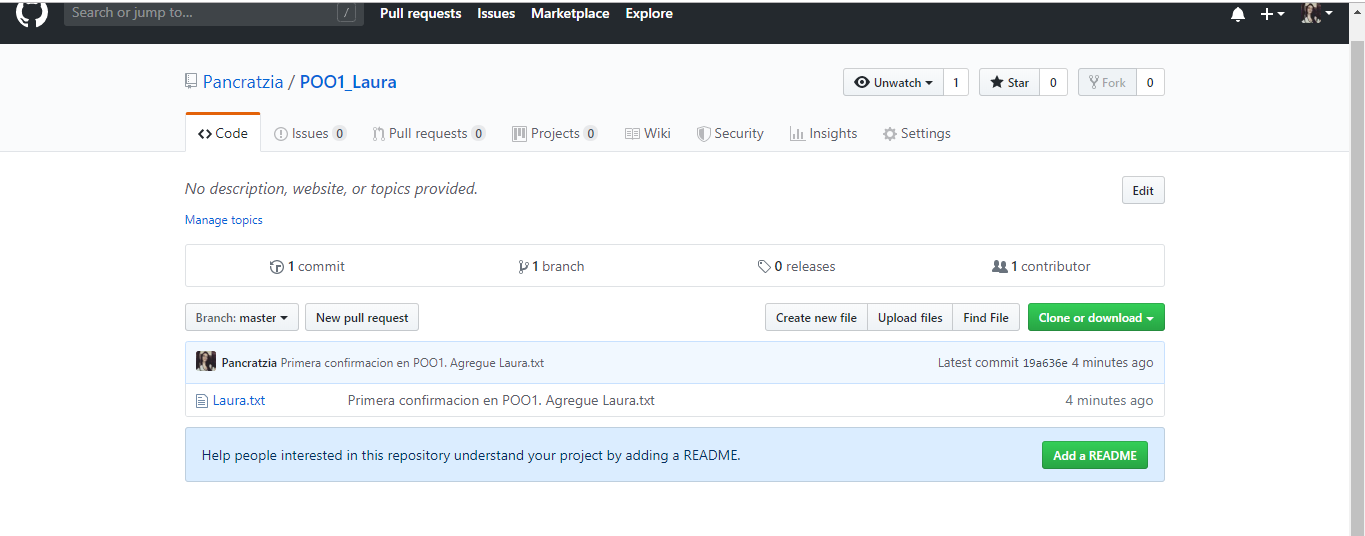 Search or jump to... / Pull requests Issues Marketplace Explore
Pancratzia / POO1_Laura Unwatch 1 Star 0 Fork 0
Code Issues 0 Pull requests 0 Projects 0 Wiki Security Insights Settings
No description, website, or topics provided. Edit
Manage topics
1 commit 1 branch 0 releases 1 contributor
Branch: master New pull request Create new file Upload files Find File Clone or download
Pancratzia Primera confirmacion en POO1. Agregue Laura.txt Latest commit 19a636e 4 minutes ago
Laura.txt Primera confirmacion en POO1. Agregue Laura.txt 4 minutes ago
Help people interested in this repository understand your project by adding a README. Add a README